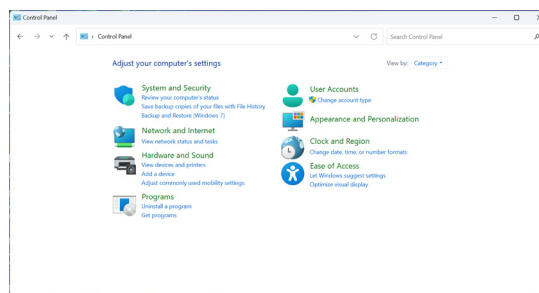 Control Panel
Control Panel
Search Control Panel
Adjust your computer's settings
View by: Category
System and Security
Review your computer's status
Save backup copies of your files with File History
Backup and Restore (Windows 7)
Network and Internet
View network status and tasks
Hardware and Sound
View devices and printers
Add a device
Adjust commonly used mobility settings
Programs
Uninstall a program
Get programs
User Accounts
Change account type
Appearance and Personalization
Clock and Region
Change date, time, or number formats
Ease of Access
Let Windows suggest settings
Optimize visual display